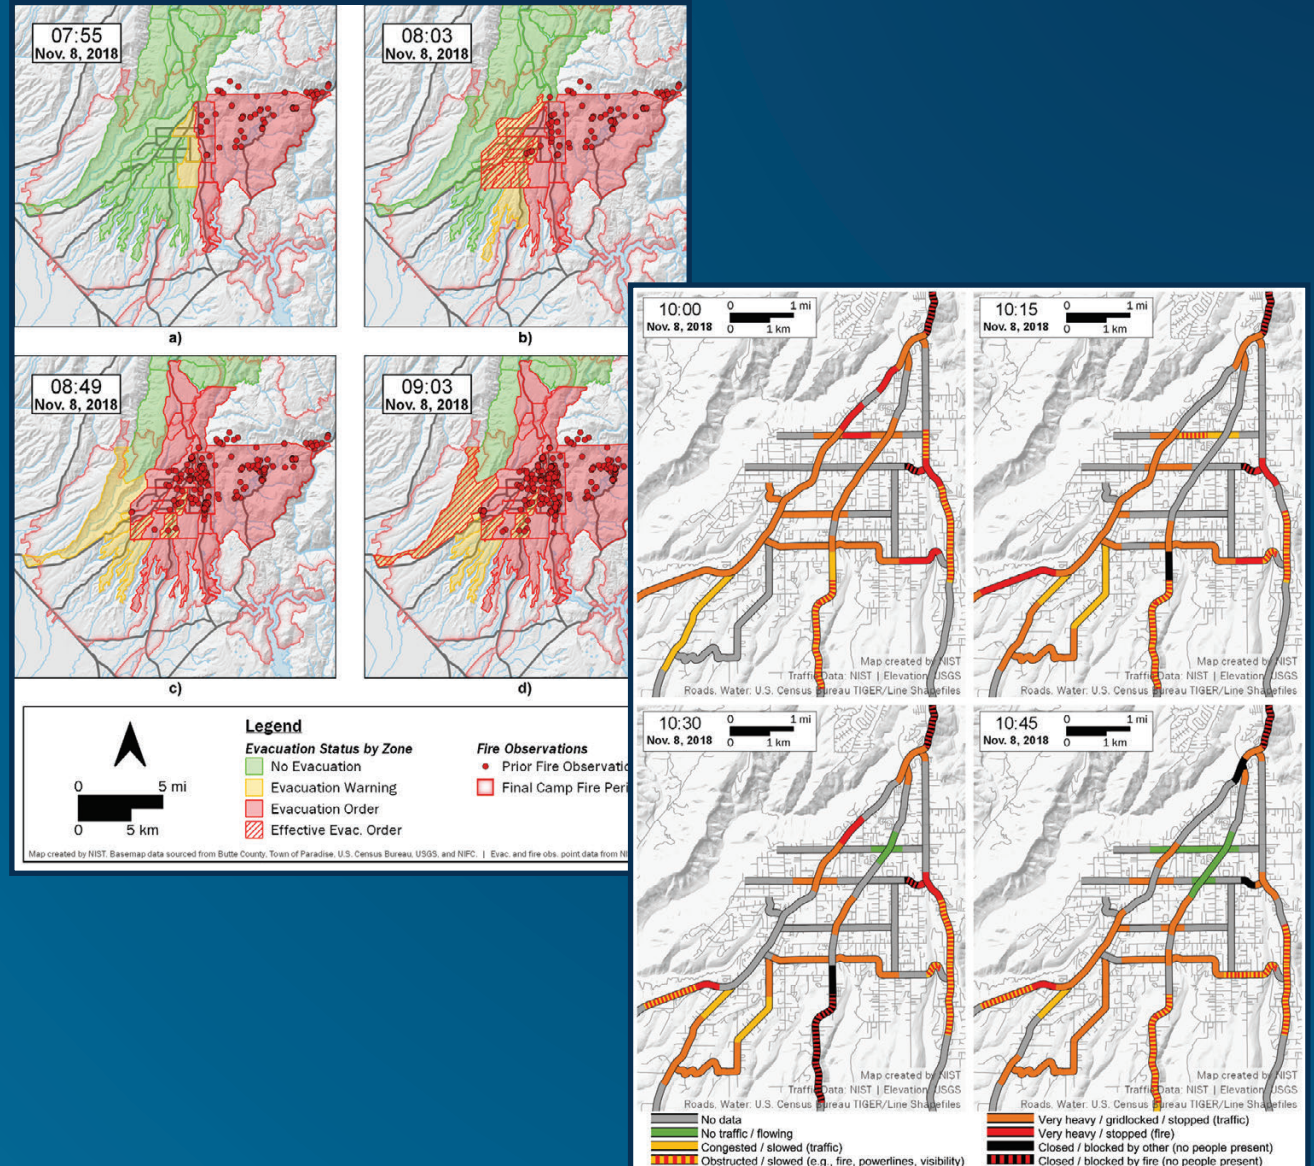 07:55
Nov. 8, 2018
08:03
Nov. 8, 2018
a)
b)
08:49
Nov. 8, 2018
09:03
Nov. 8, 2018
c)
d)
0 5 mi
0 5 km
Legend
Evacuation Status by Zone
No Evacuation
Evacuation Warning
Evacuation Order
Effective Evac. Order
Fire Observations
Prior Fire Observatio
Final Camp Fire Peri
Map created by NIST. Basemap data sourced from Butte County, Town of Paradise, U.S. Census Bureau, USGS, and NIFC. | Evac. and fire obs. point data from NI
10:00
Nov. 8, 2018
0 1 mi
0 1 km
Map created by NIST
Traffic Data: NIST | Elevation: USGS
Roads, Water: U.S. Census Bureau TIGER/Line Shapefiles
10:15
Nov. 8, 2018
0 1 mi
0 1 km
Map created by NIST
Traffic Data: NIST | Elevation: USGS
Roads, Water: U.S. Census Bureau TIGER/Line Shapefiles
10:30
Nov. 8, 2018
0 1 mi
0 1 km
Map created by NIST
Traffic Data: NIST | Elevation: USGS
Roads, Water: U.S. Census Bureau TIGER/Line Shapefiles
10:45
Nov. 8, 2018
0 1 mi
0 1 km
Map created by NIST
Traffic Data: NIST | Elevation: USGS
Roads, Water: U.S. Census Bureau TIGER/Line Shapefiles
No data
No traffic / flowing
Congested / slowed (traffic)
Obstructed / slowed (e.g., fire, powerlines, visibility)
Very heavy / gridlocked / stopped (traffic)
Very heavy / stopped (fire)
Closed / blocked by other (no people present)
Closed / blocked by fire (no people present)